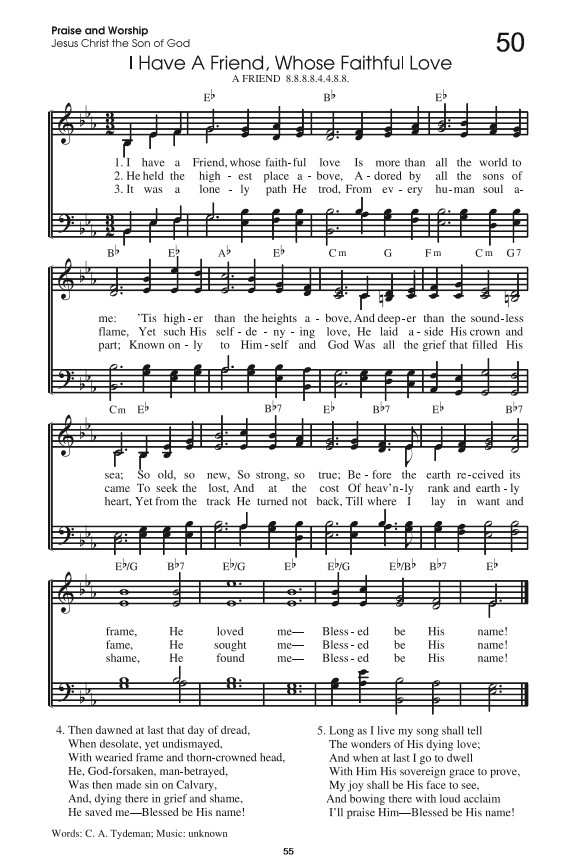 Praise and Worship
Jesus Christ the Son of God
50
I Have A Friend, Whose Faithful Love
A FRIEND 8.8.8.8.4.4.8.8.
E♭ B♭ E♭
1. I have a Friend, whose faith-ful love Is more than all the world to
2. He held the high - est place a - bove, A - dored by all the sons of
3. It was a lone - ly path He trod, From ev - ery hu-man soul a-
B♭ E♭ A♭ E♭ Cm G Fm Cm G7
me: 'Tis high-er than the heights a - bove, And deep-er than the sound-less
flame, Yet such His self - de - ny - ing love, He laid a-side His crown and
part; Known on - ly to Him-self and God Was all the grief that filled His
Cm E♭ B♭7 E♭ B♭7 E♭ B♭7
sea; So old, so new, So strong, so true; Be - fore the earth re-ceived its
came To seek the lost, And at the cost Of heav'n-ly rank and earth-ly
heart, Yet from the track He turned not back, Till where I lay in want and
E♭/G B♭7 E♭/G E♭ E♭/G E♭/B♭ B♭7 E♭
frame, He loved me— Bless - ed be His name!
fame, He sought me— Bless - ed be His name!
shame, He found me— Bless - ed be His name!
4. Then dawned at last that day of dread,
When desolate, yet undismayed,
With wearied frame and thorn-crowned head,
He, God-forsaken, man-betrayed,
Was then made sin on Calvary,
And, dying there in grief and shame,
He saved me—Blessed be His name!
5. Long as I live my song shall tell
The wonders of His dying love;
And when at last I go to dwell
With Him His sovereign grace to prove,
My joy shall be His face to see,
And bowing there with loud acclaim
I'll praise Him—Blessed be His name!
Words: C. A. Tydeman; Music: unknown
55